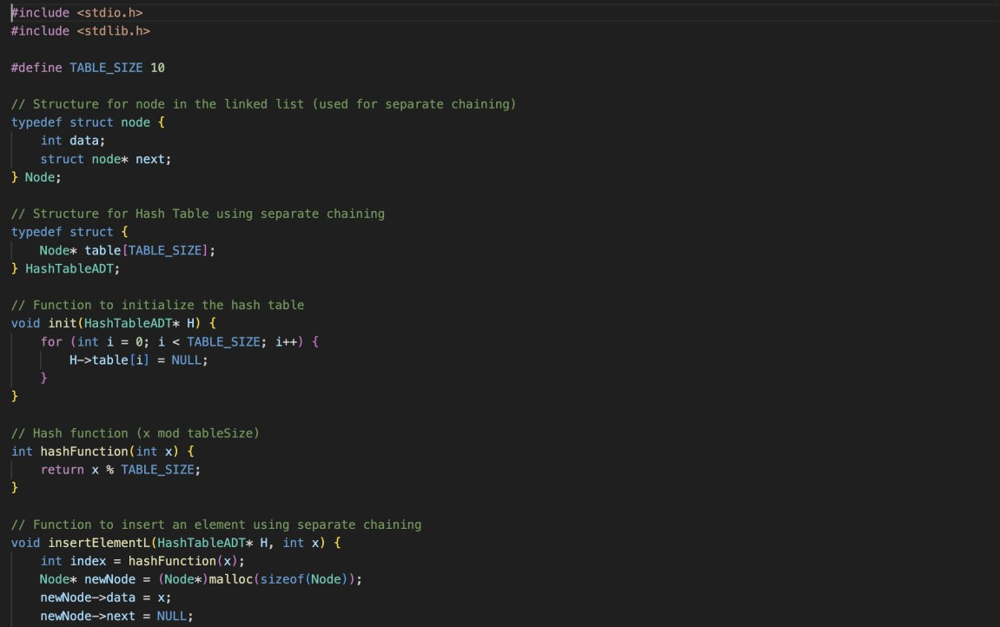 #include <stdio.h>
#include <stdlib.h>

#define TABLE_SIZE 10

// Structure for node in the linked list (used for separate chaining)
typedef struct node {
    int data;
    struct node* next;
} Node;

// Structure for Hash Table using separate chaining
typedef struct {
    Node* table[TABLE_SIZE];
} HashTableADT;

// Function to initialize the hash table
void init(HashTableADT* H) {
    for (int i = 0; i < TABLE_SIZE; i++) {
        H->table[i] = NULL;
    }
}

// Hash function (x mod tableSize)
int hashFunction(int x) {
    return x % TABLE_SIZE;
}

// Function to insert an element using separate chaining
void insertElementL(HashTableADT* H, int x) {
    int index = hashFunction(x);
    Node* newNode = (Node*)malloc(sizeof(Node));
    newNode->data = x;
    newNode->next = NULL;